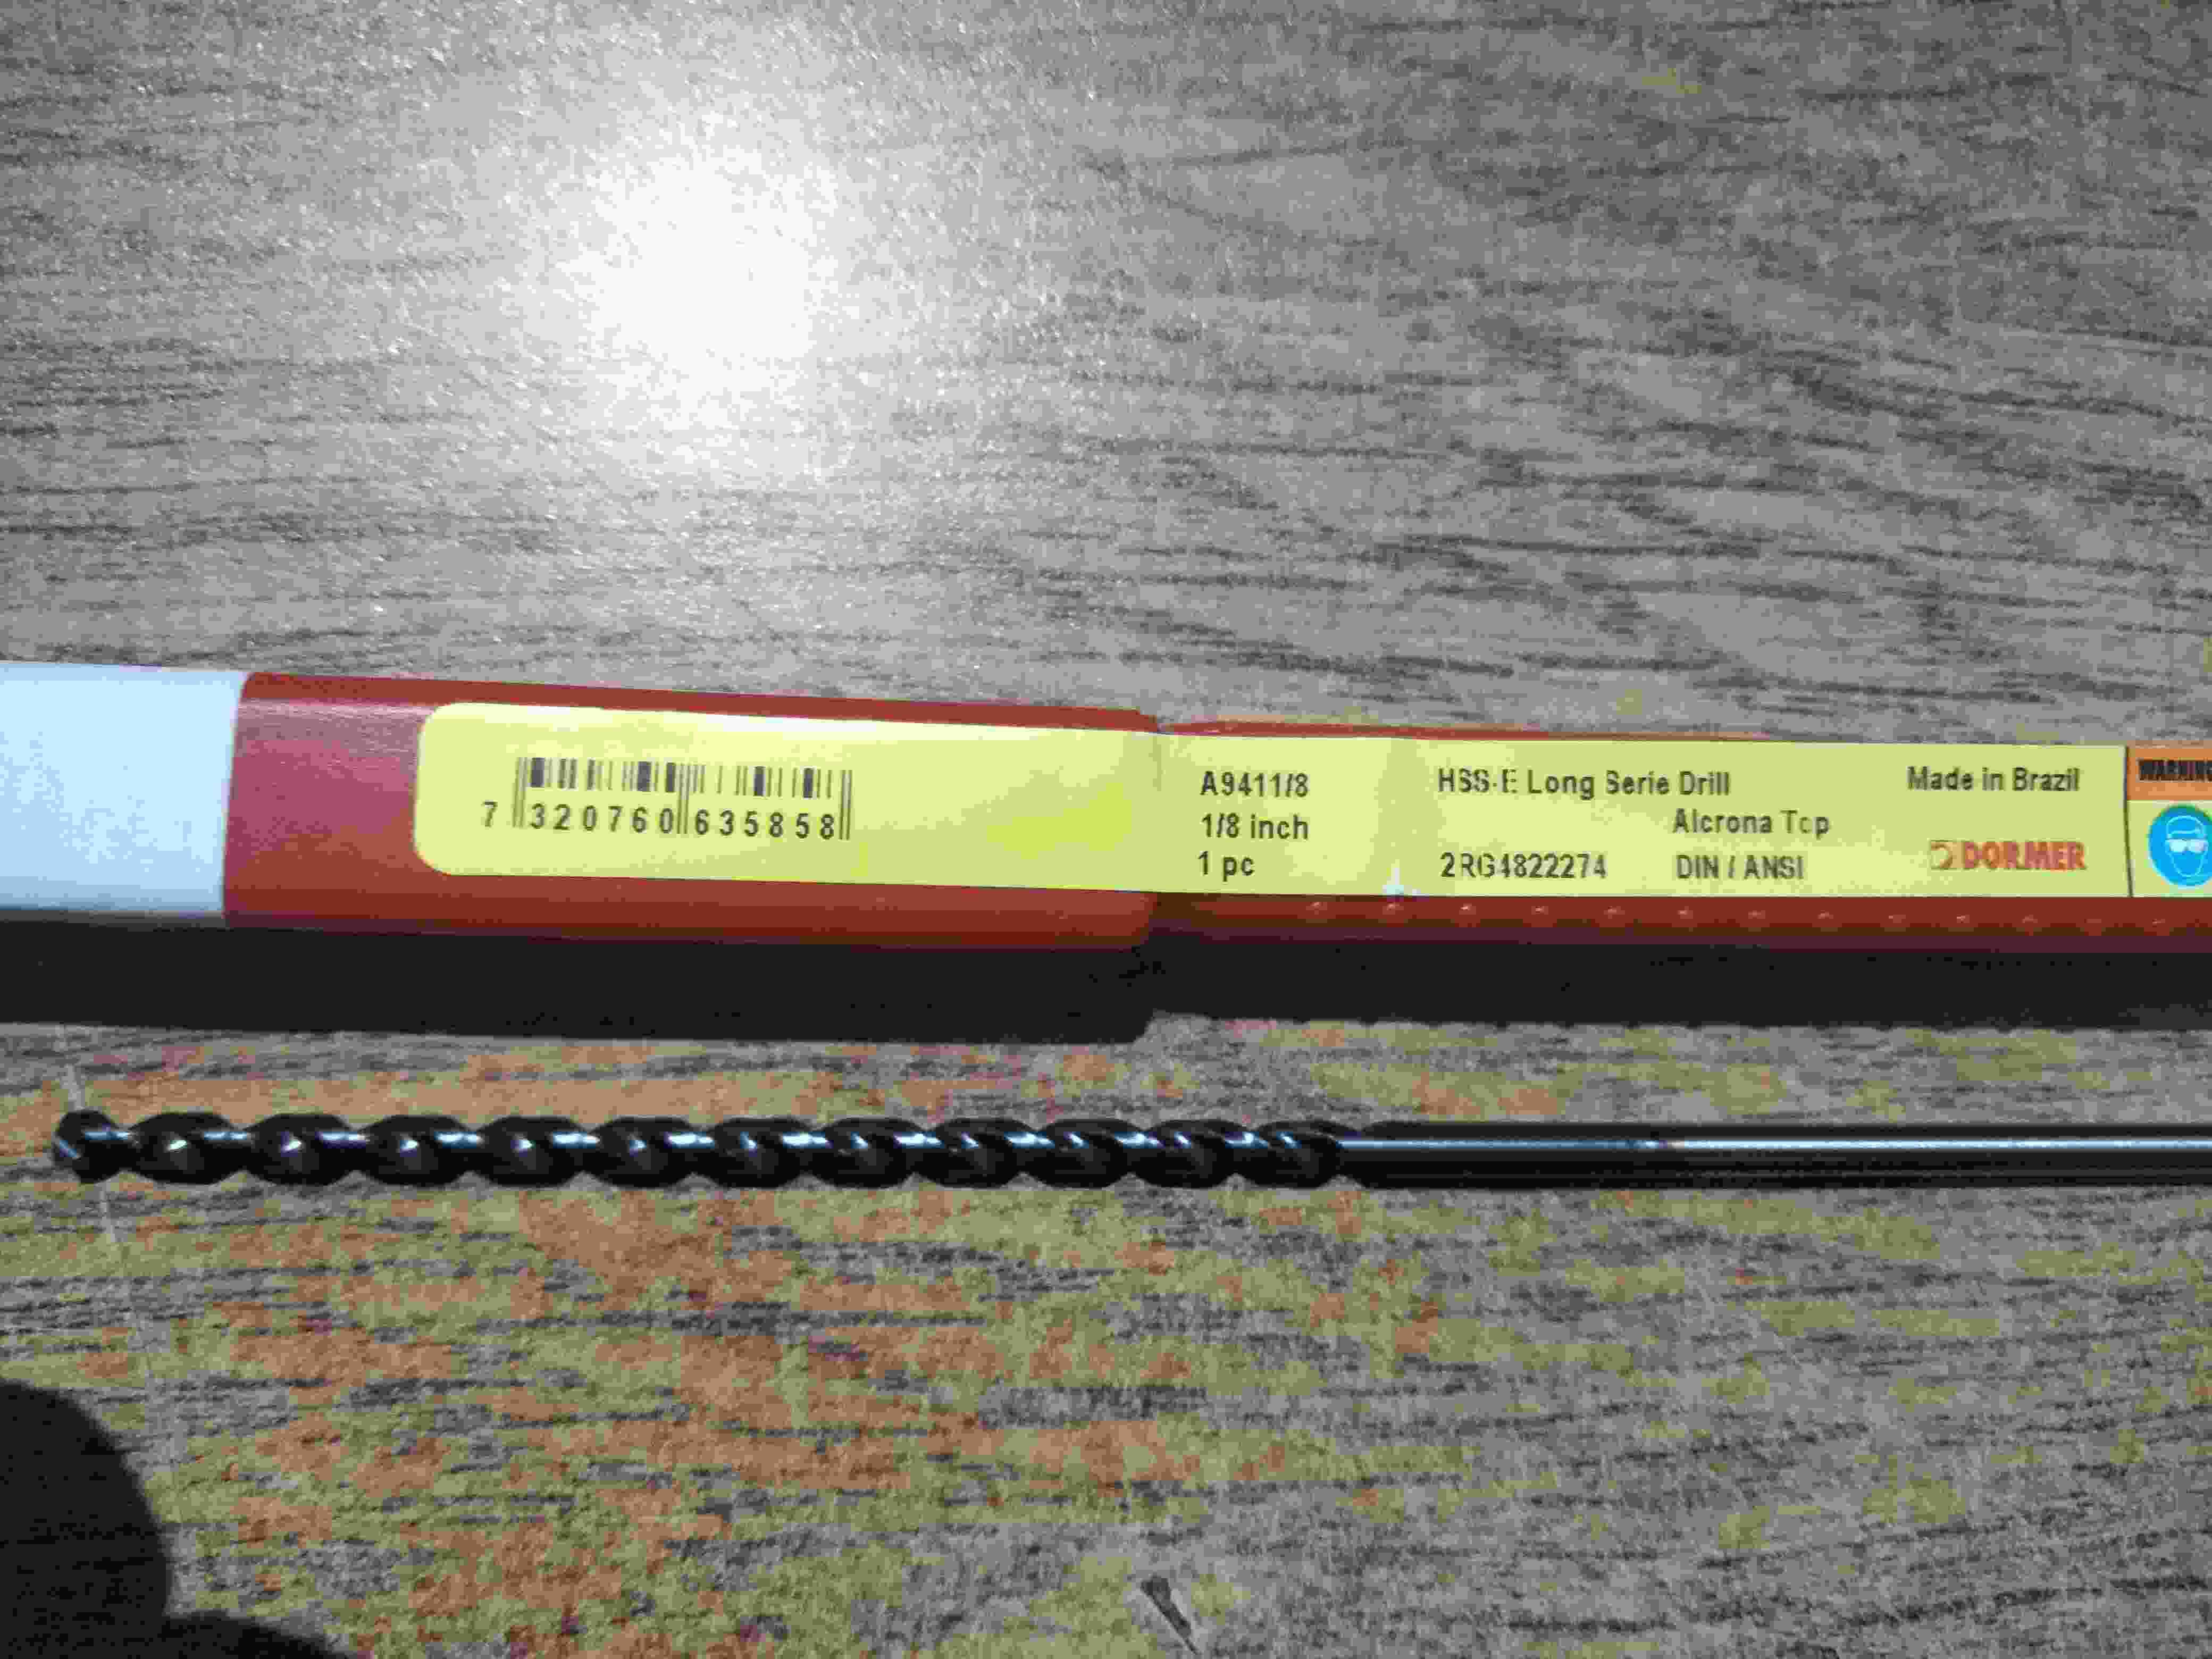 7 320760 635858
A9411/8
1/8 inch
1 pc
HSS-E Long Serie Drill
Alcrona Top
2RG4822274 DIN / ANSI
Made in Brazil
DORMER
WARNING